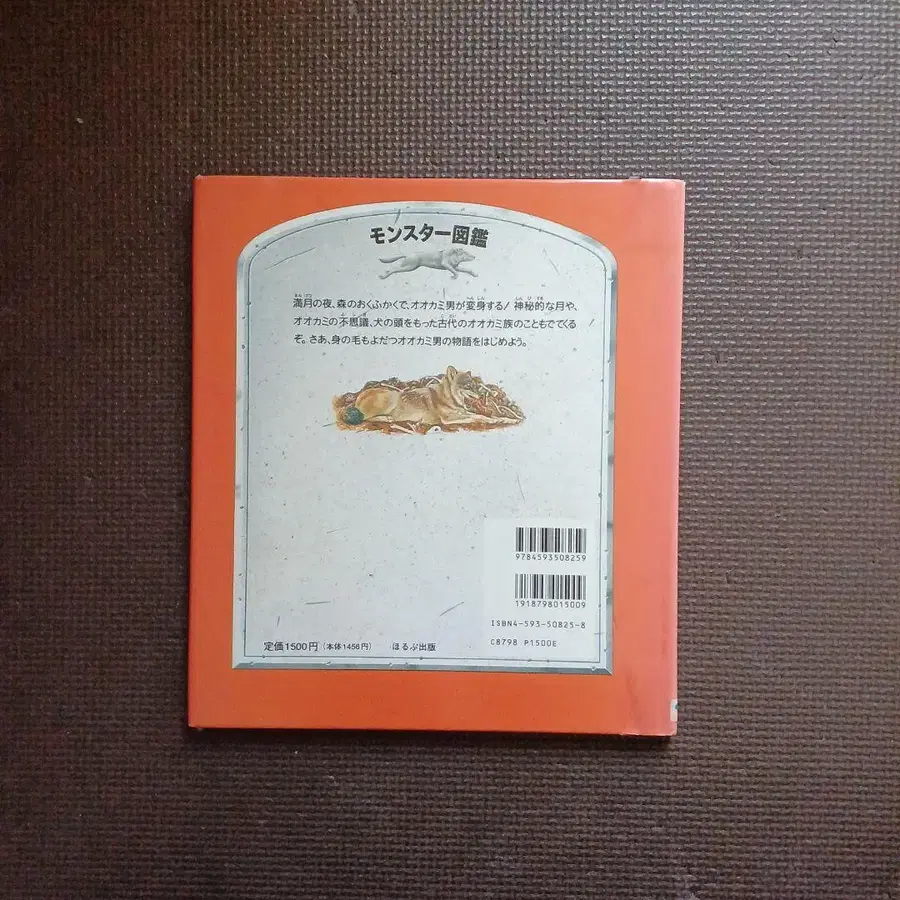 モンスター図鑑
満月の夜、森のおくふかくで、オオカミ男が変身する！神秘的な月や、
オオカミの不思議、犬の頭をもった古代のオオカミ族のこともでてくる
ぞ。さあ、身の毛もよだつオオカミ男の物語をはじめよう。
9784593508259
1918798015009
ISBN4-593-50825-8
C8798 P1500E
定価1500円（本体1456円） ほるぷ出版